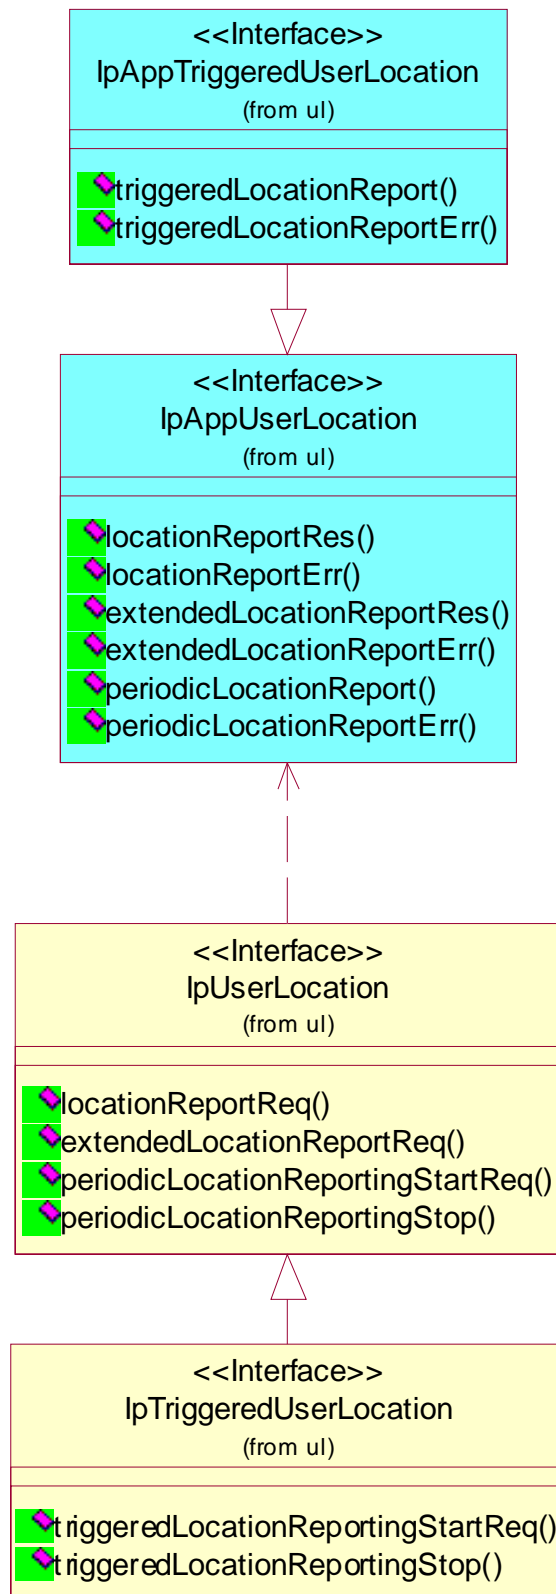 <<Interface>>
IpAppTriggeredUserLocation
(from ul)
triggeredLocationReport()
triggeredLocationReportErr()
<<Interface>>
IpAppUserLocation
(from ul)
locationReportRes()
locationReportErr()
extendedLocationReportRes()
extendedLocationReportErr()
periodicLocationReport()
periodicLocationReportErr()
<<Interface>>
IpUserLocation
(from ul)
locationReportReq()
extendedLocationReportReq()
periodicLocationReportingStartReq()
periodicLocationReportingStop()
<<Interface>>
IpTriggeredUserLocation
(from ul)
triggeredLocationReportingStartReq()
triggeredLocationReportingStop()